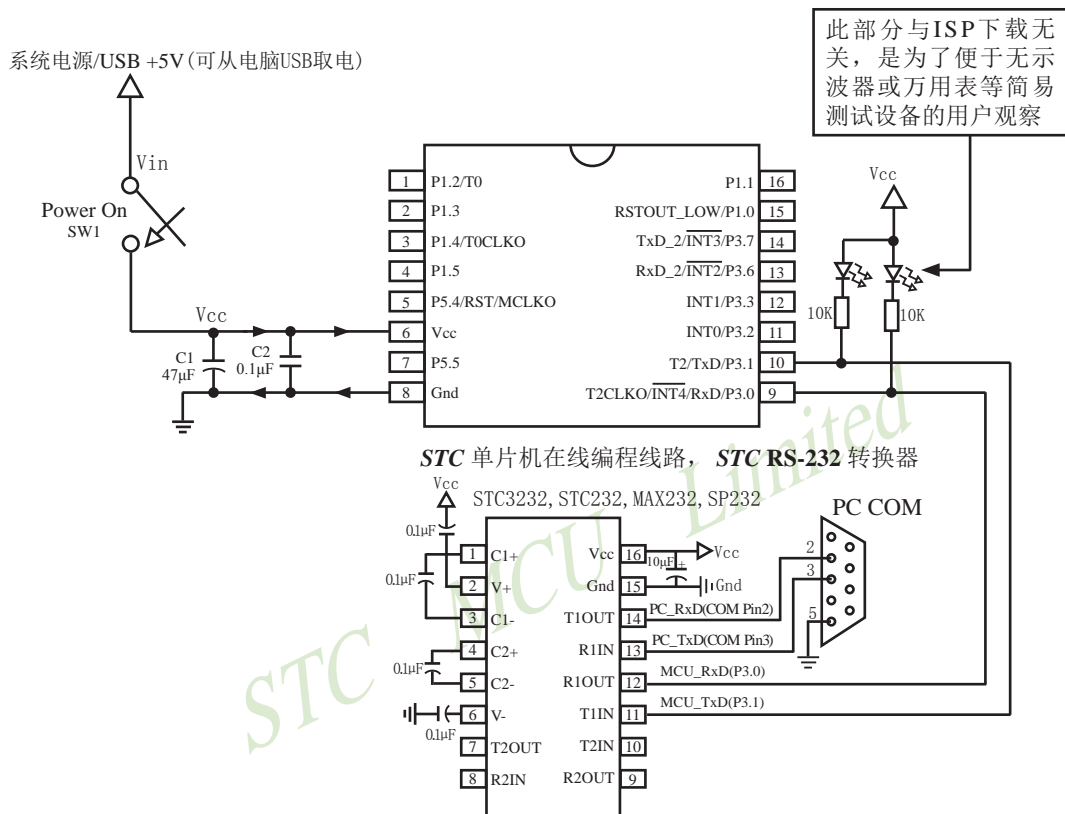 此部分与ISP下载无
关，是为了便于无示
波器或万用表等简易
测试设备的用户观察
系统电源/USB +5V(可从电脑USB取电)
Vin
Power On
SW1
Vcc
C1
47μF
C2
0.1μF
1 P1.2/T0
2 P1.3
3 P1.4/T0CLKO
4 P1.5
5 P5.4/RST/MCLKO
6 Vcc
7 P5.5
8 Gnd
P1.1 16
RSTOUT_LOW/P1.0 15
TxD_2/INT3/P3.7 14
RxD_2/INT2/P3.6 13
INT1/P3.3 12
INT0/P3.2 11
T2/TxD/P3.1 10
T2CLKO/INT4/RxD/P3.0 9
Vcc
10K
10K
STC 单片机在线编程线路， STC RS-232 转换器
STC3232,STC232,MAX232,SP232
Vcc
0.1μF
0.1μF
0.1μF
0.1μF
1 C1+
2 V+
3 C1-
4 C2+
5 C2-
6 V-
7 T2OUT
8 R2IN
Vcc 16
Gnd 15
T1OUT 14
R1IN 13
R1OUT 12
T1IN 11
T2IN 10
R2OUT 9
Vcc
10μF +
Gnd
PC_RxD(COM Pin2)
PC_TxD(COM Pin3)
MCU_RxD(P3.0)
MCU_TxD(P3.1)
PC COM
2
3
5
STC MCU Limited